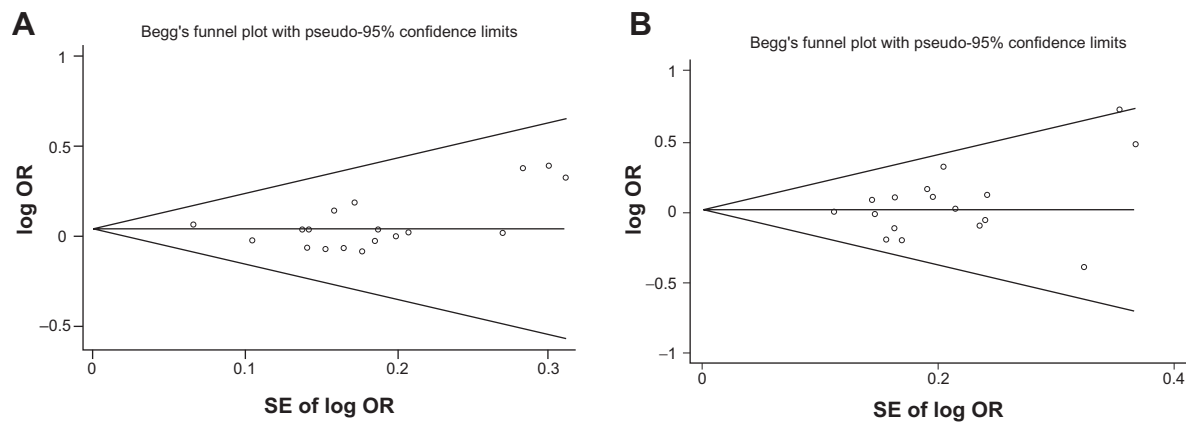 A
Begg's funnel plot with pseudo-95% confidence limits
1
0.5
0
–0.5
log OR
0
0.1
0.2
0.3
SE of log OR
B
Begg's funnel plot with pseudo-95% confidence limits
1
0.5
0
–0.5
–1
log OR
0
0.2
0.4
SE of log OR